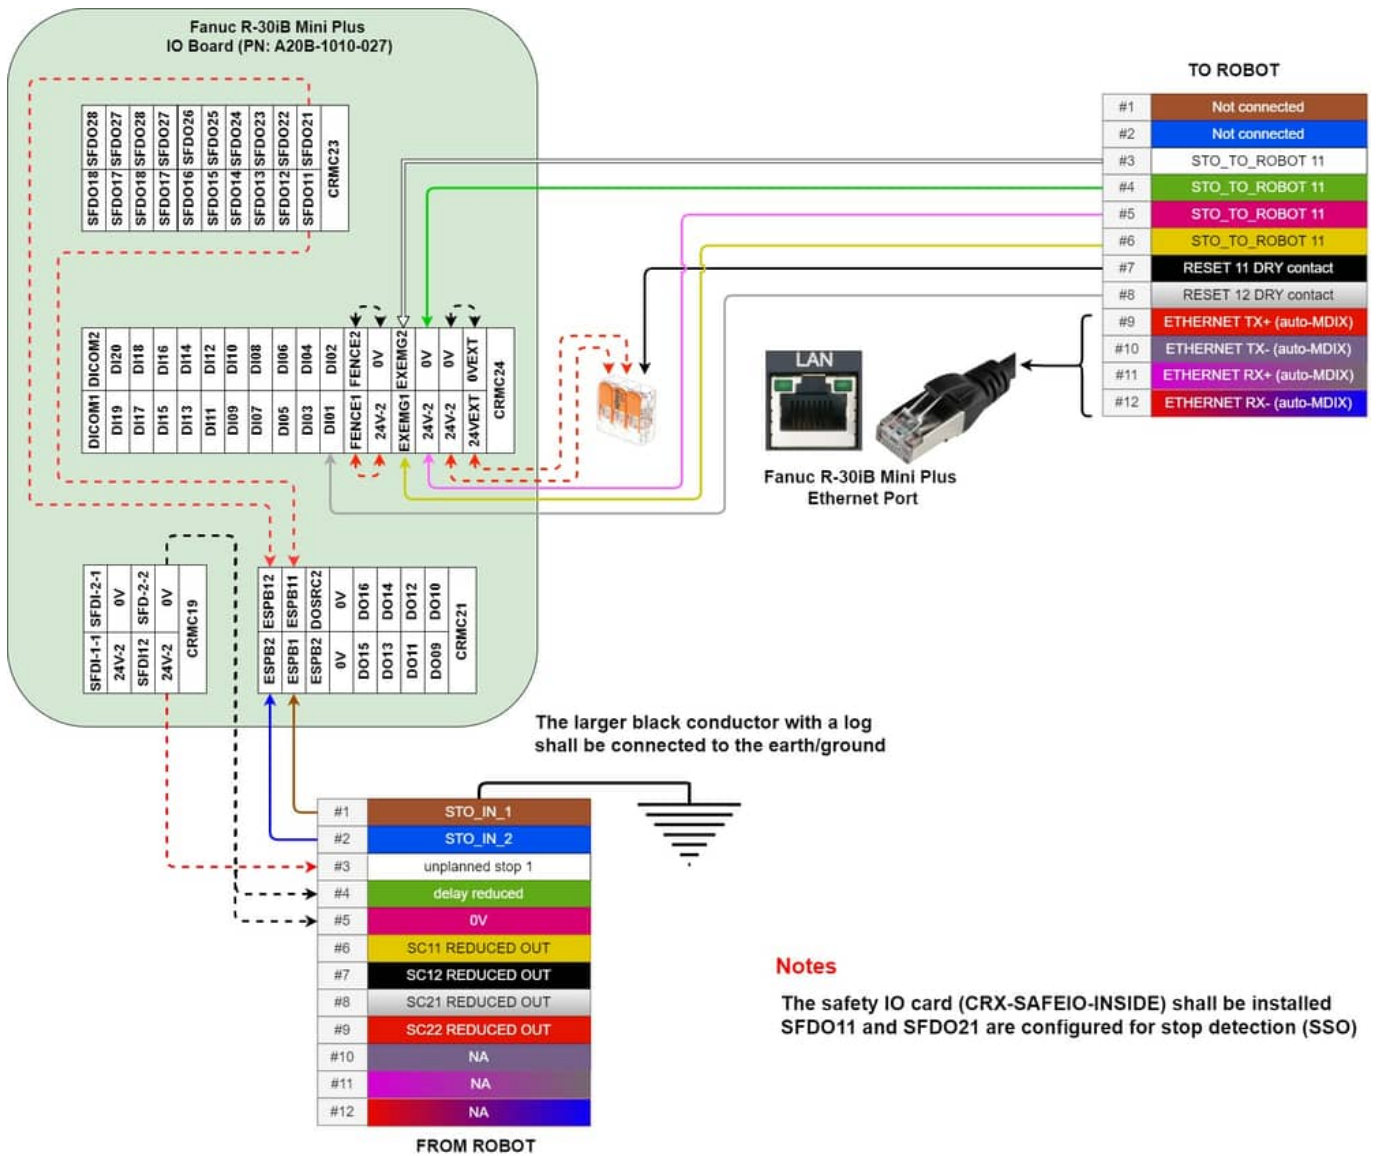 Fanuc R-30iB Mini Plus
IO Board (PN: A20B-1010-027)
SFDO28 SFDO27 SFDO28 SFDO27 SFDO26 SFDO25 SFDO24 SFDO23 SFDO22 SFDO21
SFDO18 SFDO17 SFDO18 SFDO17 SFDO16 SFDO15 SFDO14 SFDO13 SFDO12 SFDO11
CRMC23
DICOM2 DI20 DI18 DI16 DI14 DI12 DI10 DI08 DI06 DI04 DI02 FENCE2 0V EXEMG2 0V 0V 0VEXT
DICOM1 DI19 DI17 DI15 DI13 DI11 DI09 DI07 DI05 DI03 DI01 FENCE1 24V-2 EXEMG1 24V-2 24V-2 24VEXT
CRMC24
SFDI-2-1 0V SFD-2-2 0V
SFDI-1-1 24V-2 SFDI12 24V-2
CRMC19
ESPB12 ESPB11 DOSRC2 0V DO16 DO14 DO12 DO10
ESPB2 ESPB1 ESPB2 0V DO15 DO13 DO11 DO09
CRMC21
TO ROBOT
#1 Not connected
#2 Not connected
#3 STO_TO_ROBOT 11
#4 STO_TO_ROBOT 11
#5 STO_TO_ROBOT 11
#6 STO_TO_ROBOT 11
#7 RESET 11 DRY contact
#8 RESET 12 DRY contact
#9 ETHERNET TX+ (auto-MDIX)
#10 ETHERNET TX- (auto-MDIX)
#11 ETHERNET RX+ (auto-MDIX)
#12 ETHERNET RX- (auto-MDIX)
LAN
Fanuc R-30iB Mini Plus
Ethernet Port
The larger black conductor with a log
shall be connected to the earth/ground
#1 STO_IN_1
#2 STO_IN_2
#3 unplanned stop 1
#4 delay reduced
#5 0V
#6 SC11 REDUCED OUT
#7 SC12 REDUCED OUT
#8 SC21 REDUCED OUT
#9 SC22 REDUCED OUT
#10 NA
#11 NA
#12 NA
FROM ROBOT
Notes
The safety IO card (CRX-SAFEIO-INSIDE) shall be installed
SFDO11 and SFDO21 are configured for stop detection (SSO)